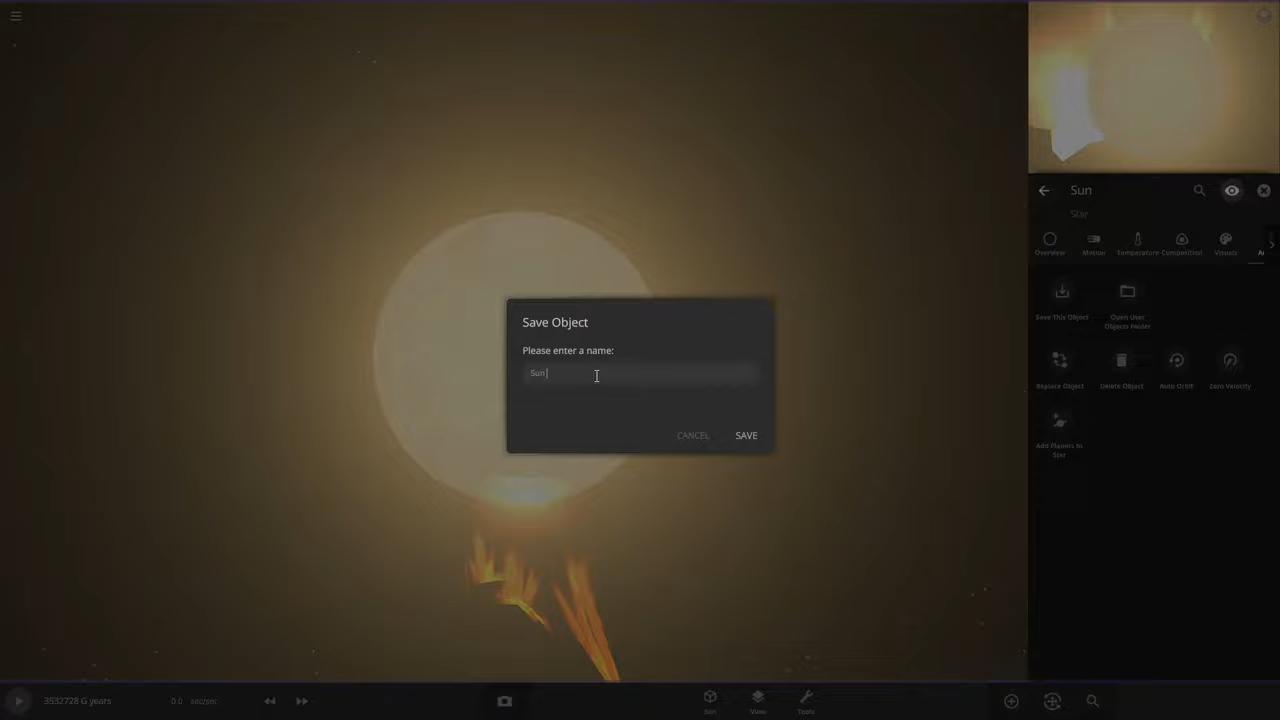 Sun
Star
Overview
Motion
Temperature
Composition
Visuals
Save This Object
Open User
Objects Folder
Replace Object
Delete Object
Auto Orbit
Zero Velocity
Add Planets to
Star
Save Object
Please enter a name:
Sun
CANCEL
SAVE
3532728 G years
0.0 sec/sec
Sun
View
Tools